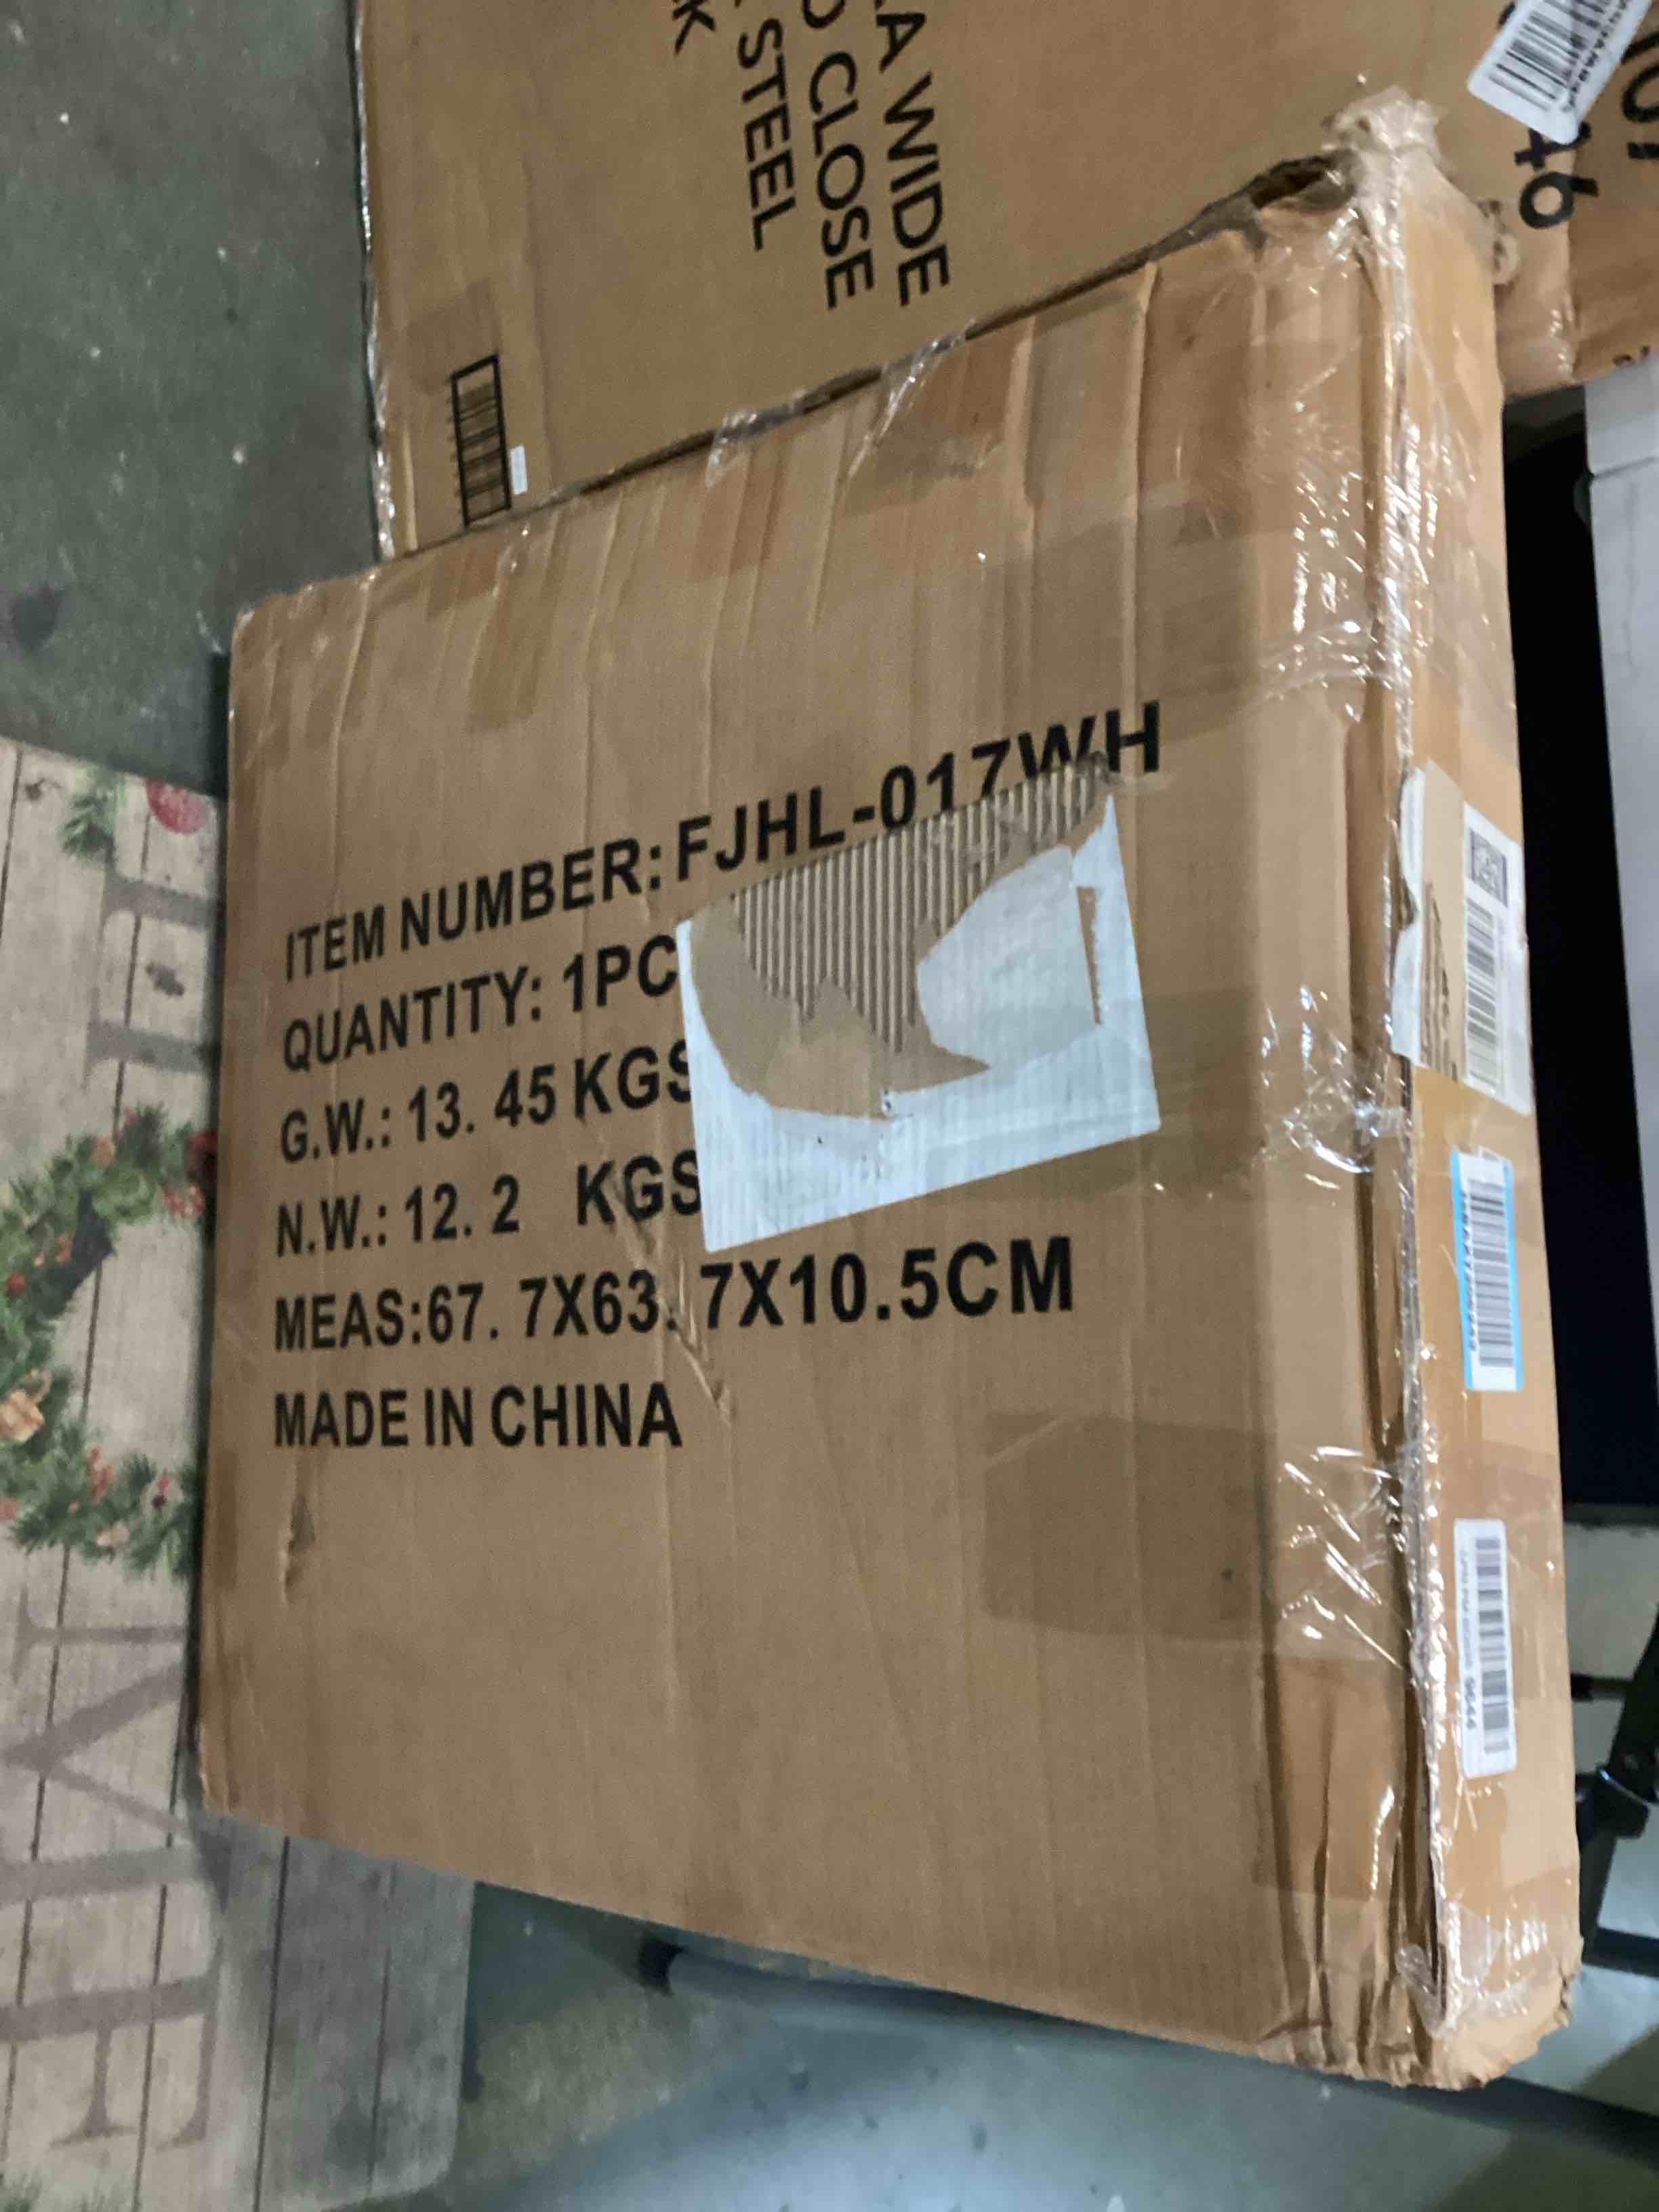 ITEM NUMBER: FJHL-017WH
QUANTITY: 1PC
G.W.: 13. 45 KGS
N.W.: 12. 2 KGS
MEAS:67. 7X63. 7X10.5CM
MADE IN CHINA
WIDE
CLOSE
STEEL
9644